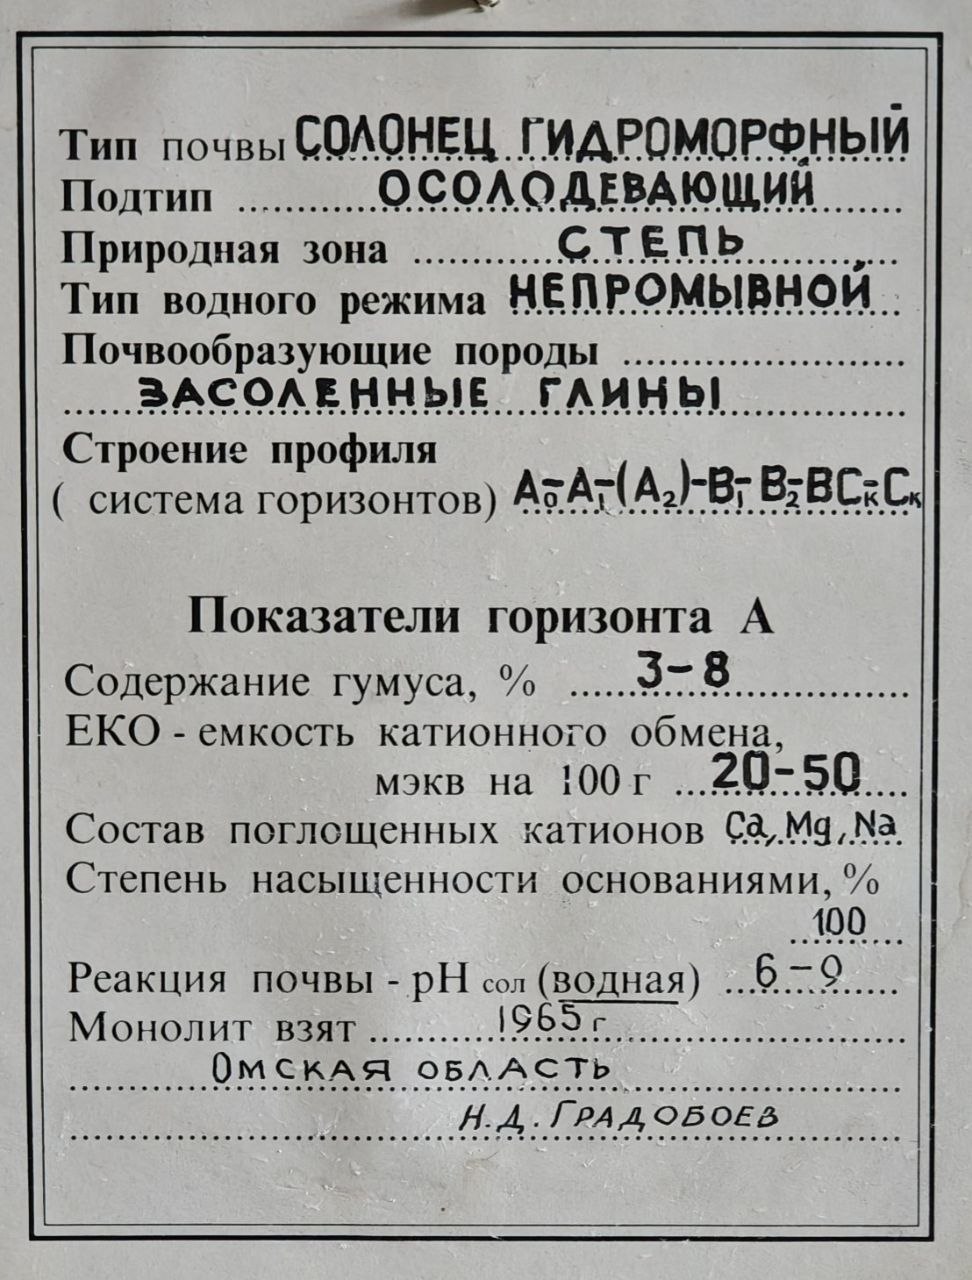 Тип почвы СОЛОНЕЦ ГИДРОМОРФНЫЙ
Подтип ОСОЛОДЕВАЮЩИЙ
Природная зона СТЕПЬ
Тип водного режима НЕПРОМЫВНОЙ
Почвообразующие породы
ЗАСОЛЕННЫЕ ГЛИНЫ
Строение профиля
( система горизонтов) A₀-A₁-(A₂)-B₁-B₂-BCк-Cк
Показатели горизонта А
Содержание гумуса, % 3-8
ЕКО - емкость катионного обмена,
мэкв на 100 г 20-50
Состав поглощенных катионов Ca, Mg, Na
Степень насыщенности основаниями, %
100
Реакция почвы - pH сол (водная) 6-9
Монолит взят 1965 г
Омская область
Н.Д. Градобоев